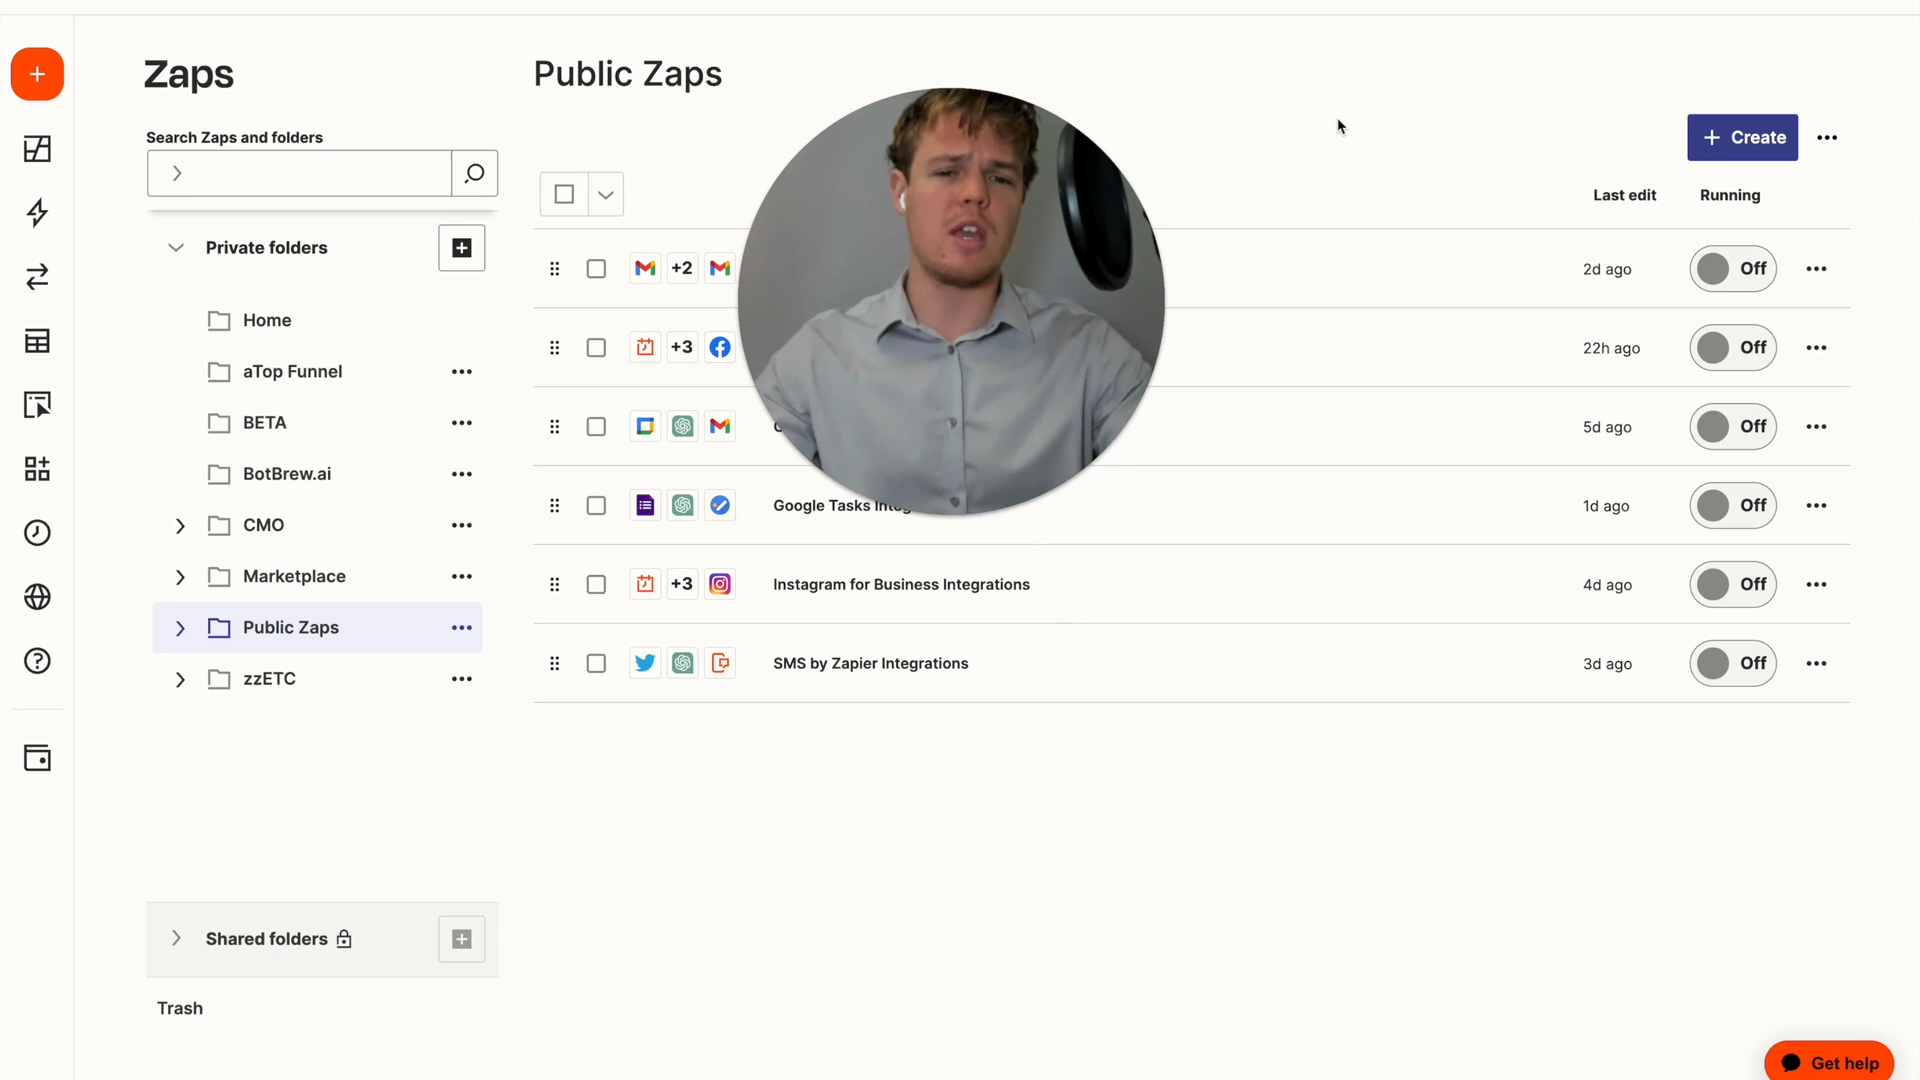 Zaps
Public Zaps
Search Zaps and folders
+ Create
Last edit
Running
Private folders
Home
aTop Funnel
BETA
BotBrew.ai
CMO
Marketplace
Public Zaps
zzETC
Shared folders
Trash
+2
2d ago
Off
+3
22h ago
Off
5d ago
Off
Google Tasks
1d ago
Off
+3
Instagram for Business Integrations
4d ago
Off
SMS by Zapier Integrations
3d ago
Off
Get help